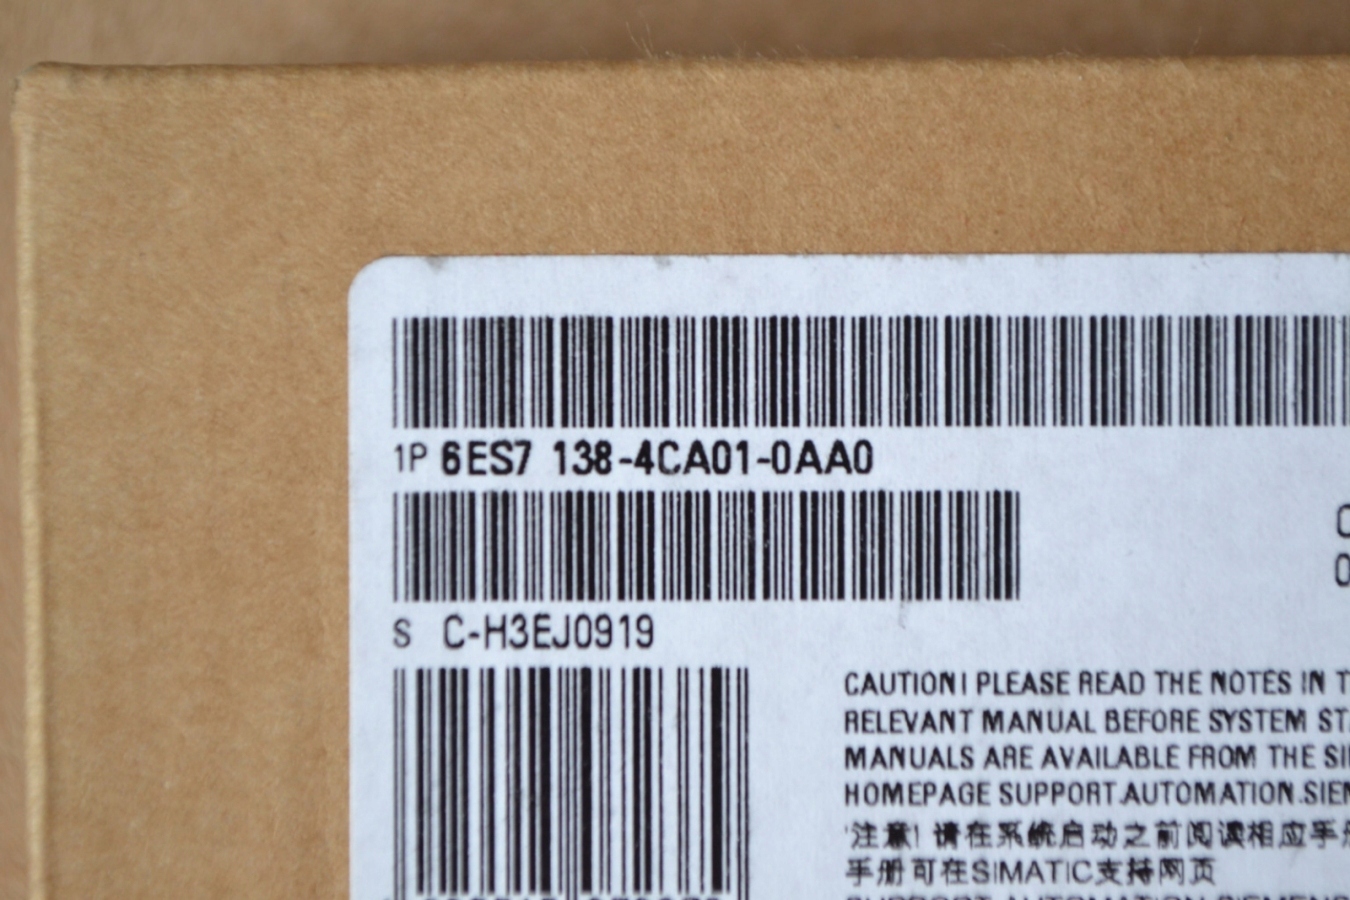 1P 6ES7 138-4CA01-0AA0
S C-H3EJ0919
CAUTION! PLEASE READ THE NOTES IN
RELEVANT MANUAL BEFORE SYSTEM
MANUALS ARE AVAILABLE FROM THE
HOMEPAGE SUPPORT.AUTOMATION.
注意! 请在系统启动之前阅读相应手
手册可在SIMATIC支持网页